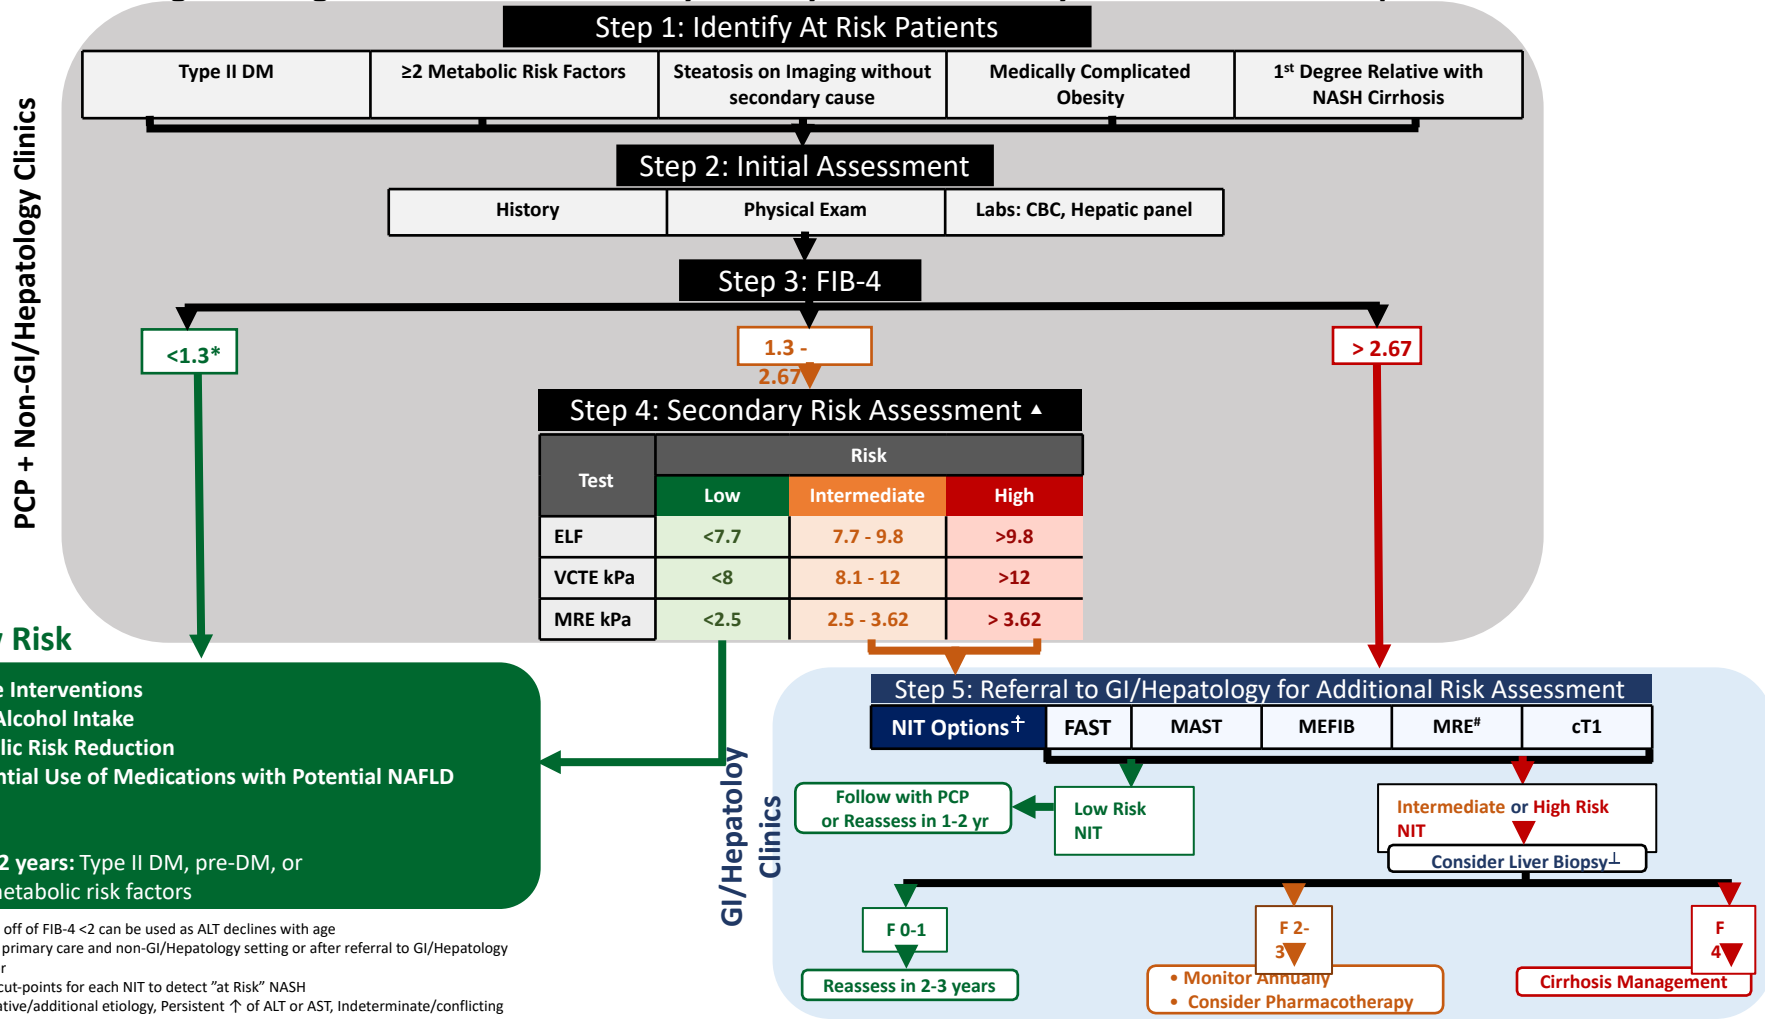 Step 1: Identify At Risk Patients
Type II DM
≥2 Metabolic Risk Factors
Steatosis on Imaging without
secondary cause
Medically Complicated
Obesity
1st Degree Relative with
NASH Cirrhosis
PCP + Non-GI/Hepatology Clinics
Step 2: Initial Assessment
History
Physical Exam
Labs: CBC, Hepatic panel
Step 3: FIB-4
<1.3*
1.3 -
2.67
> 2.67
Step 4: Secondary Risk Assessment ▲
Test
Risk
Low
Intermediate
High
ELF
<7.7
7.7 - 9.8
>9.8
VCTE kPa
<8
8.1 - 12
>12
MRE kPa
<2.5
2.5 - 3.62
> 3.62
Risk
Interventions
Alcohol Intake
lic Risk Reduction
ntial Use of Medications with Potential NAFLD
2 years: Type II DM, pre-DM, or
metabolic risk factors
off of FIB-4 <2 can be used as ALT declines with age
primary care and non-GI/Hepatology setting or after referral to GI/Hepatology
r
cut-points for each NIT to detect ”at Risk” NASH
ative/additional etiology, Persistent ↑ of ALT or AST, Indeterminate/conflicting
GI/Hepatoloy
Clinics
Step 5: Referral to GI/Hepatology for Additional Risk Assessment
NIT Options†
FAST
MAST
MEFIB
MRE#
cT1
Follow with PCP
or Reassess in 1-2 yr
Low Risk
NIT
Intermediate or High Risk
NIT
Consider Liver Biopsy⊥
F 0-1
F 2-
3
F
4
Reassess in 2-3 years
• Monitor Annually
• Consider Pharmacotherapy
Cirrhosis Management